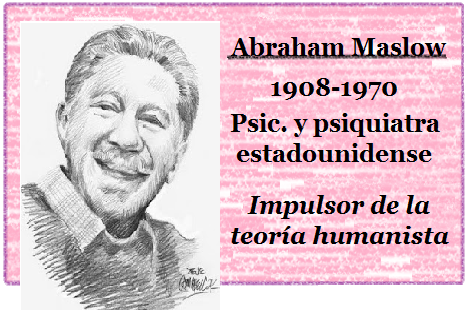 Abraham Maslow
1908-1970
Psic. y psiquiatra
estadounidense
Impulsor de la
teoría humanista